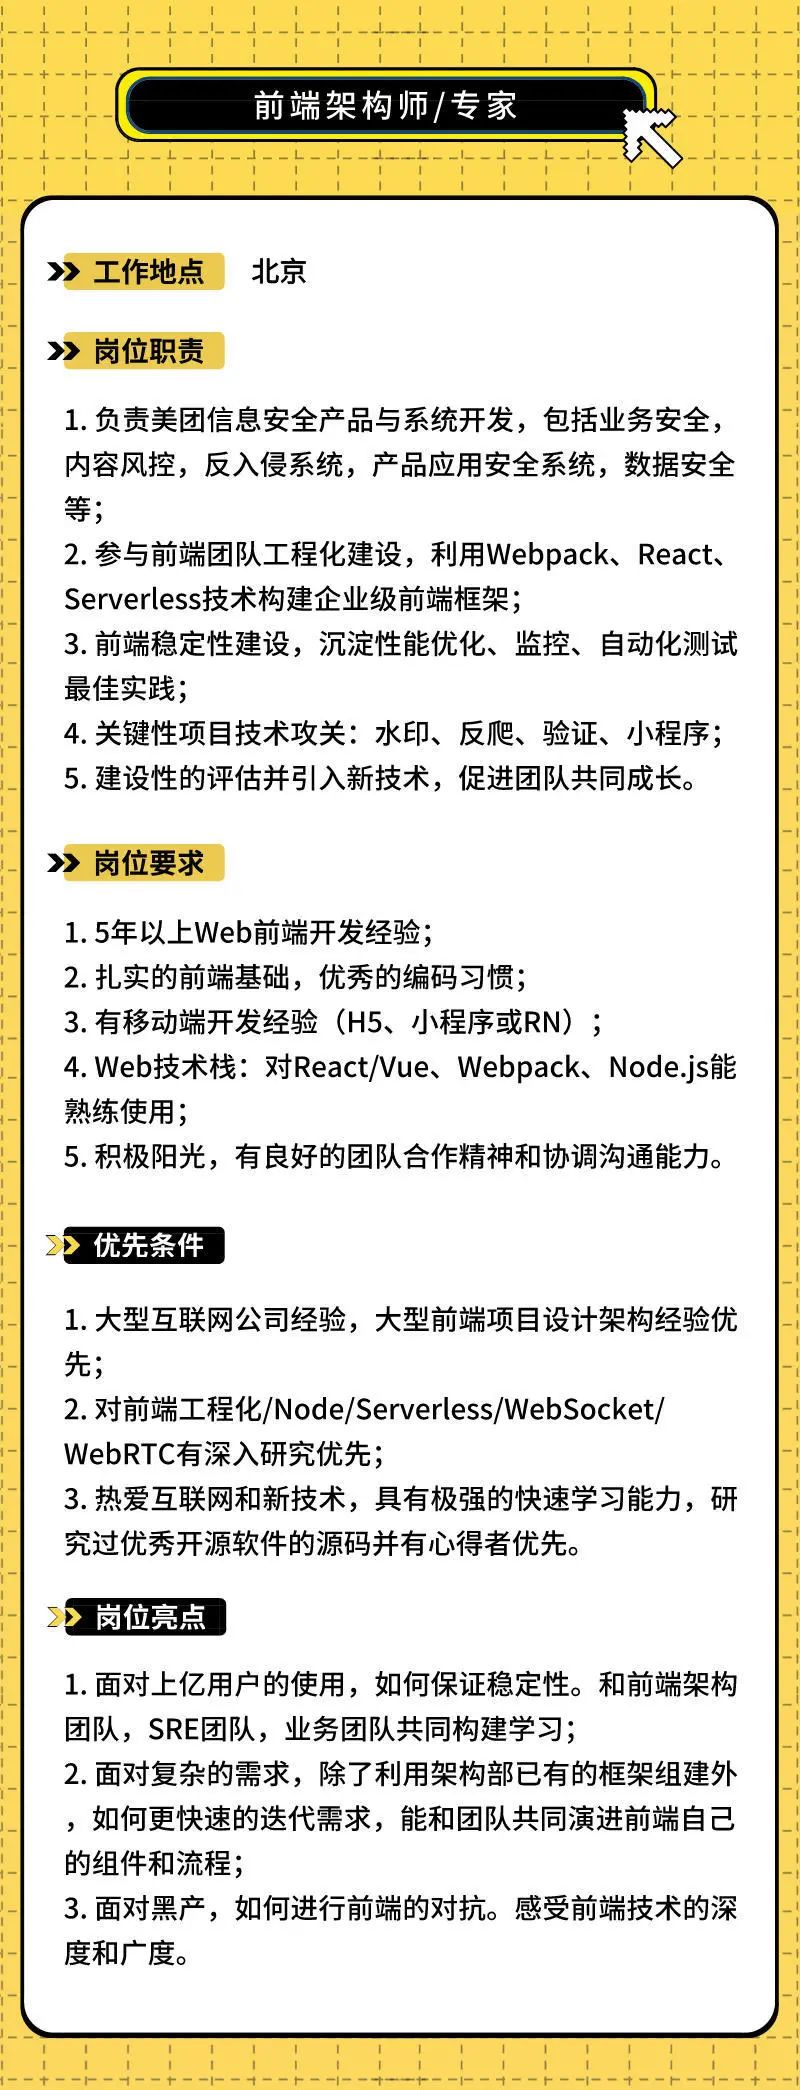 前端架构师/专家
工作地点 北京
岗位职责
1. 负责美团信息安全产品与系统开发，包括业务安全，
内容风控，反入侵系统，产品应用安全系统，数据安全
等；
2. 参与前端团队工程化建设，利用Webpack、React、
Serverless技术构建企业级前端框架；
3. 前端稳定性建设，沉淀性能优化、监控、自动化测试
最佳实践；
4. 关键性项目技术攻关：水印、反爬、验证、小程序；
5. 建设性的评估并引入新技术，促进团队共同成长。
岗位要求
1. 5年以上Web前端开发经验；
2. 扎实的前端基础，优秀的编码习惯；
3. 有移动端开发经验（H5、小程序或RN）；
4. Web技术栈：对React/Vue、Webpack、Node.js能
熟练使用；
5. 积极阳光，有良好的团队合作精神和协调沟通能力。
优先条件
1. 大型互联网公司经验，大型前端项目设计架构经验优
先；
2. 对前端工程化/Node/Serverless/WebSocket/
WebRTC有深入研究优先；
3. 热爱互联网和新技术，具有极强的快速学习能力，研
究过优秀开源软件的源码并有心得者优先。
岗位亮点
1. 面对上亿用户的使用，如何保证稳定性。和前端架构
团队，SRE团队，业务团队共同构建学习；
2. 面对复杂的需求，除了利用架构部已有的框架组建外
，如何更快速的迭代需求，能和团队共同演进前端自己
的组件和流程；
3. 面对黑产，如何进行前端的对抗。感受前端技术的深
度和广度。